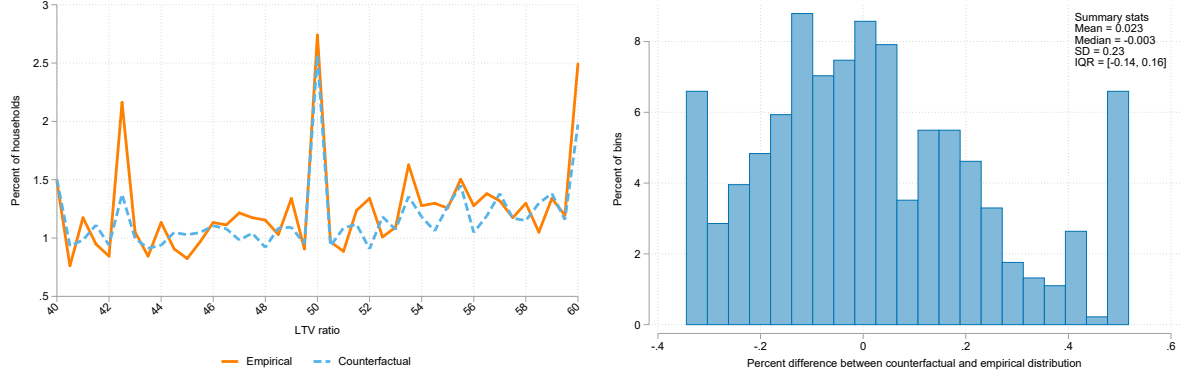 3
2.5
2
1.5
1
.5
Percent of households
40
42
44
46
48
50
52
54
56
58
60
LTV ratio
Empirical
Counterfactual
Summary stats
Mean = 0.023
Median = -0.003
SD = 0.23
IQR = [-0.14, 0.16]
8
6
4
2
0
Percent of bins
-.4
-.2
0
.2
.4
.6
Percent difference between counterfactual and empirical distribution